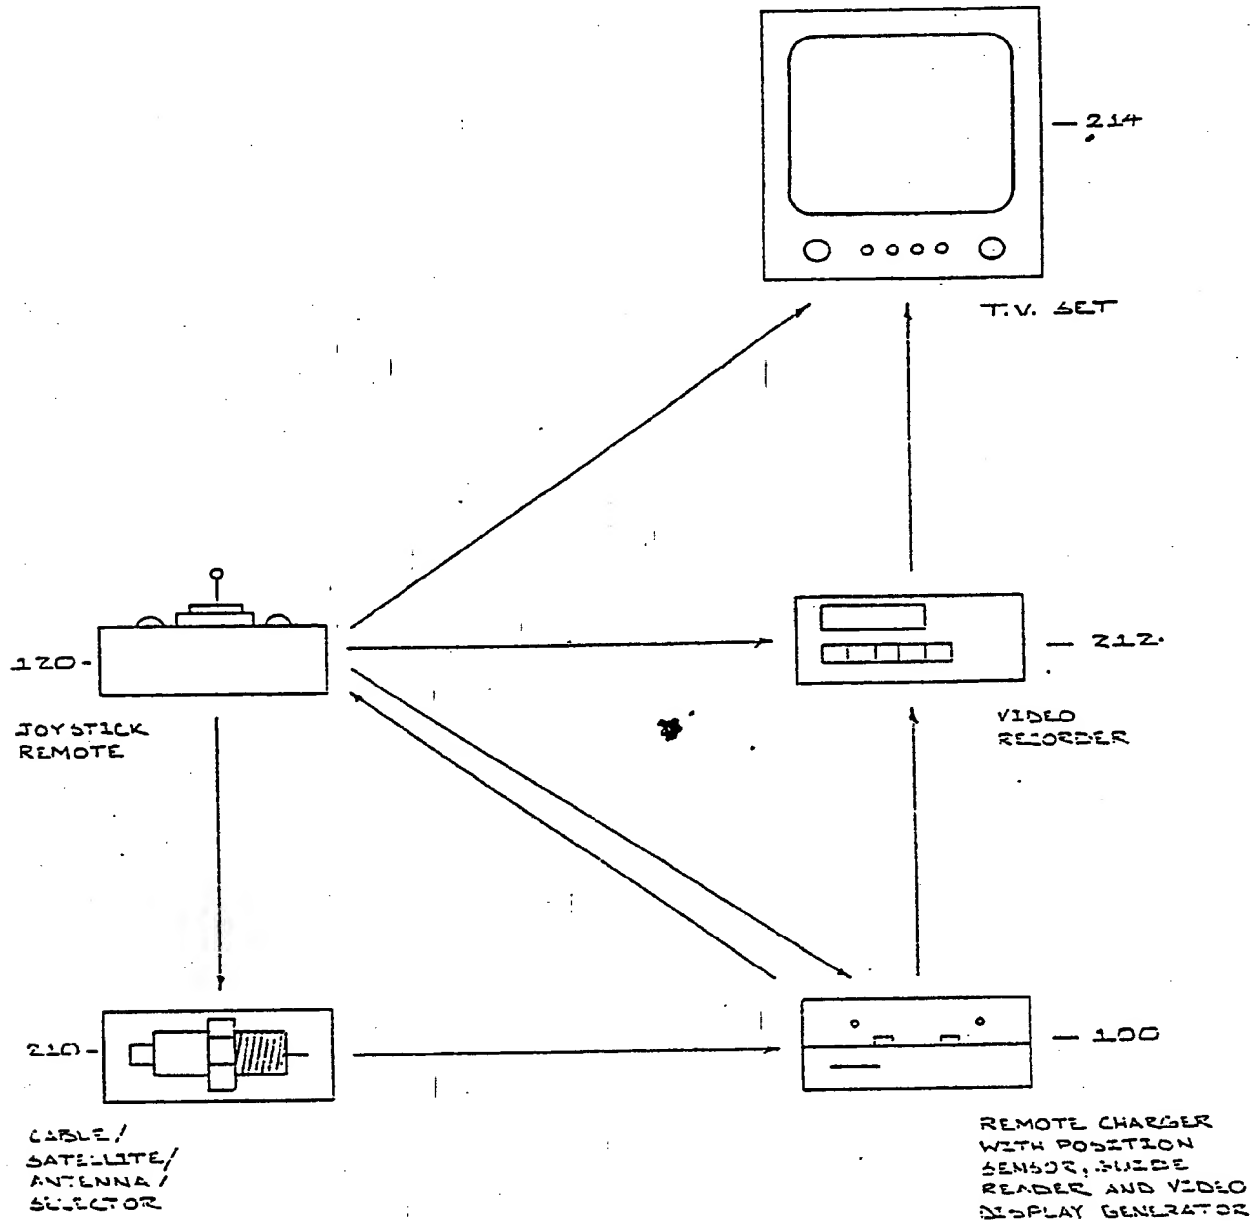 214
T.V. SET
120
JOYSTICK
REMOTE
212
VIDEO
RECORDER
210
CABLE/
SATELLITE/
ANTENNA/
SELECTOR
100
REMOTE CHARGER
WITH POSITION
SENSOR, GUIDE
READER AND VIDEO
DISPLAY GENERATOR